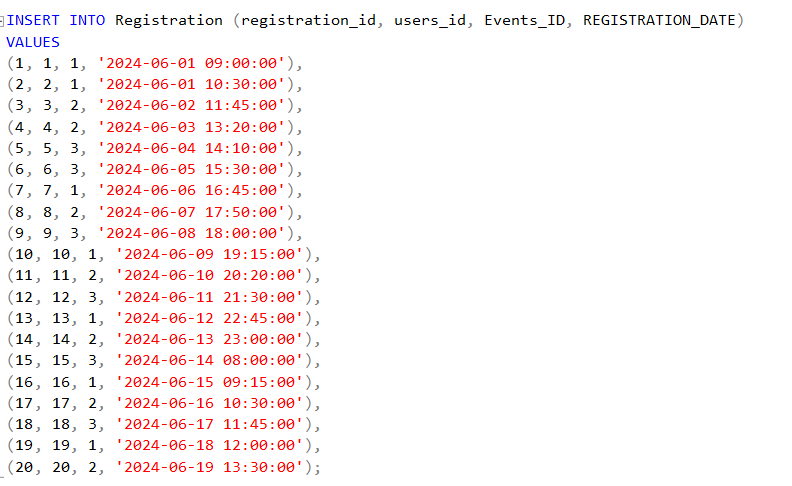 INSERT INTO Registration (registration_id, users_id, Events_ID, REGISTRATION_DATE)
VALUES
(1, 1, 1, '2024-06-01 09:00:00'),
(2, 2, 1, '2024-06-01 10:30:00'),
(3, 3, 2, '2024-06-02 11:45:00'),
(4, 4, 2, '2024-06-03 13:20:00'),
(5, 5, 3, '2024-06-04 14:10:00'),
(6, 6, 3, '2024-06-05 15:30:00'),
(7, 7, 1, '2024-06-06 16:45:00'),
(8, 8, 2, '2024-06-07 17:50:00'),
(9, 9, 3, '2024-06-08 18:00:00'),
(10, 10, 1, '2024-06-09 19:15:00'),
(11, 11, 2, '2024-06-10 20:20:00'),
(12, 12, 3, '2024-06-11 21:30:00'),
(13, 13, 1, '2024-06-12 22:45:00'),
(14, 14, 2, '2024-06-13 23:00:00'),
(15, 15, 3, '2024-06-14 08:00:00'),
(16, 16, 1, '2024-06-15 09:15:00'),
(17, 17, 2, '2024-06-16 10:30:00'),
(18, 18, 3, '2024-06-17 11:45:00'),
(19, 19, 1, '2024-06-18 12:00:00'),
(20, 20, 2, '2024-06-19 13:30:00');